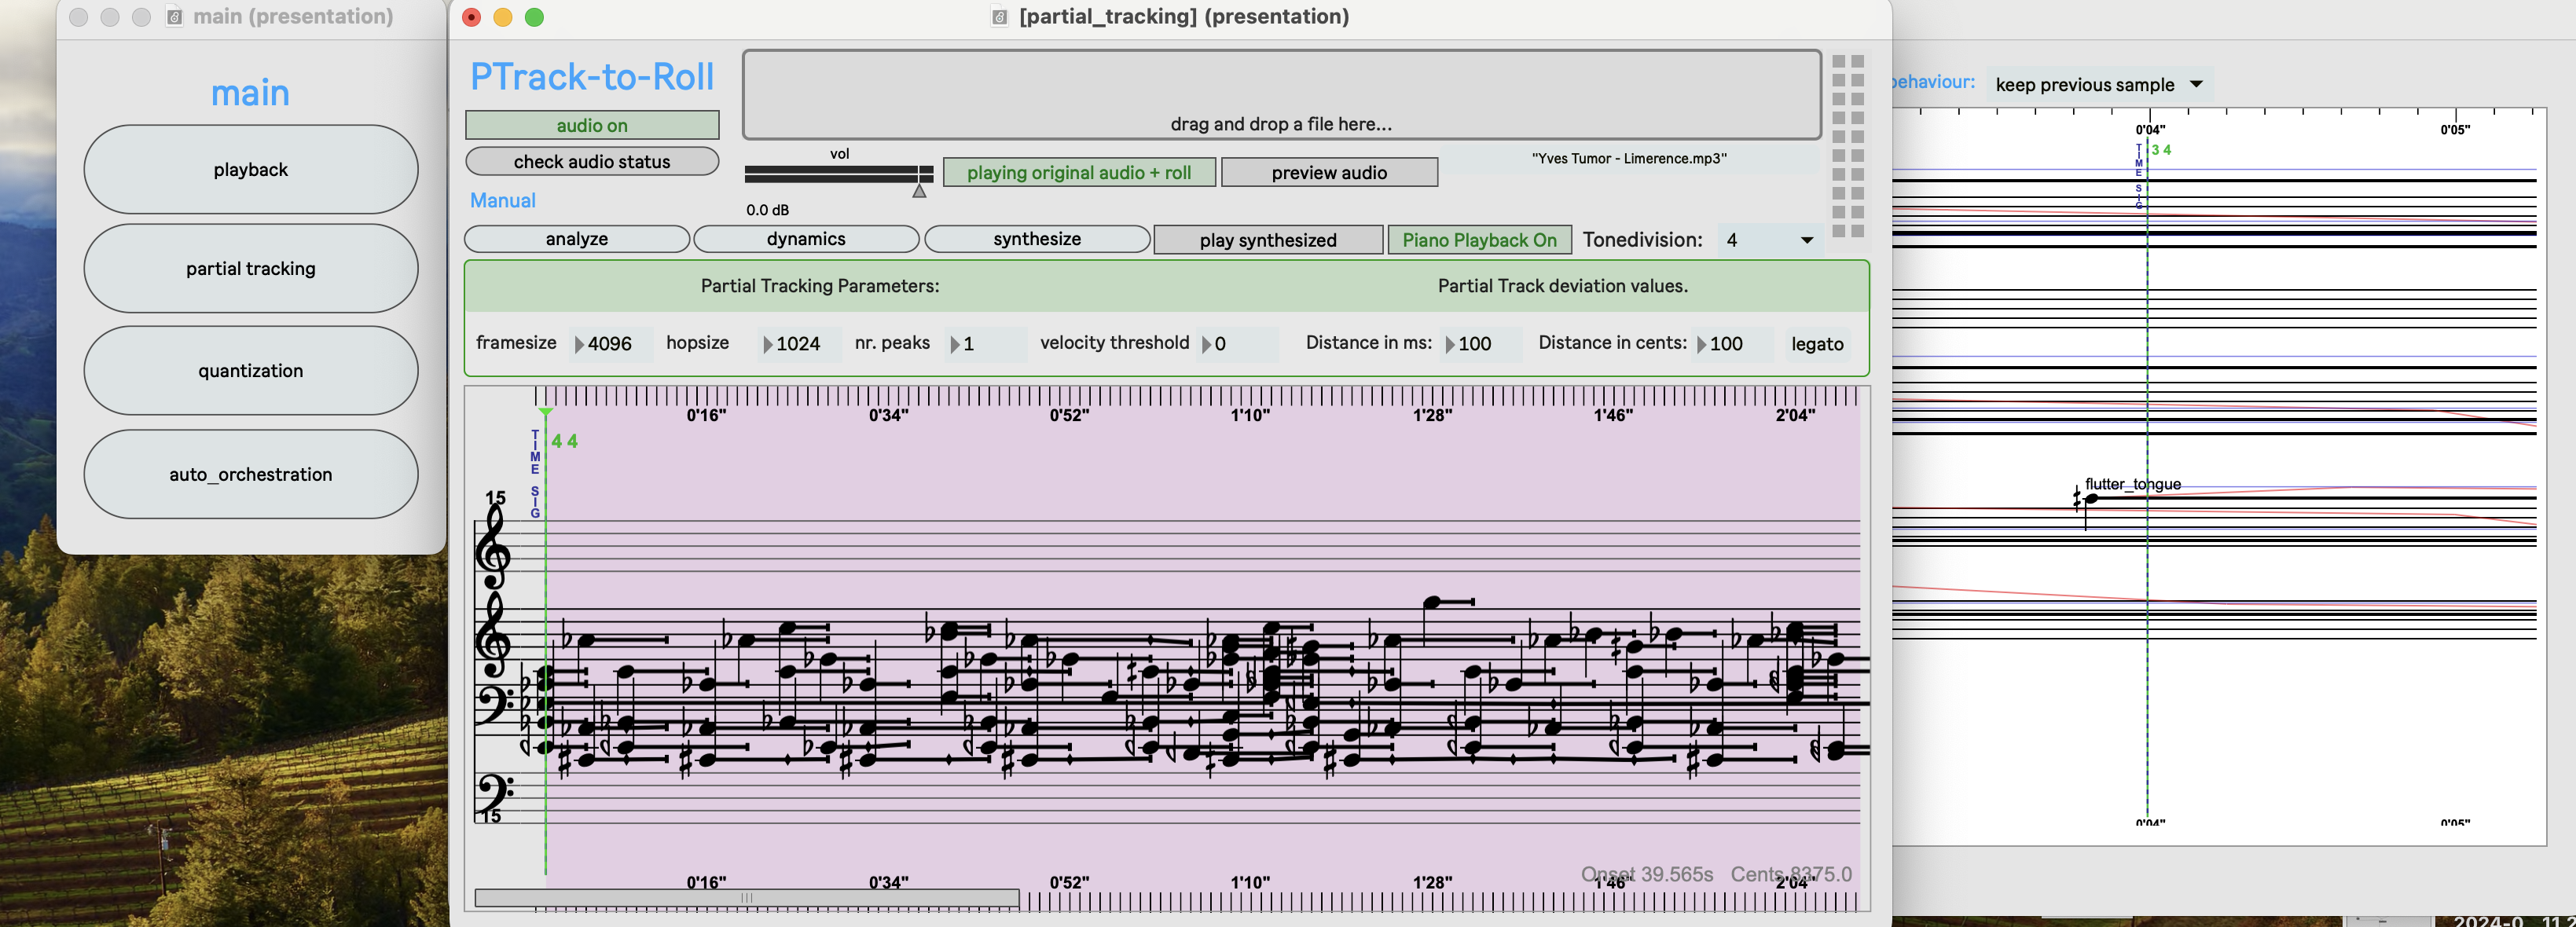 main (presentation)
main
playback
partial tracking
quantization
auto_orchestration
[partial_tracking] (presentation)
PTrack-to-Roll
audio on
check audio status
Manual
drag and drop a file here...
vol
0.0 dB
playing original audio + roll
preview audio
"Yves Tumor - Limerence.mp3"
analyze
dynamics
synthesize
play synthesized
Piano Playback On
Tonedivision:
4
Partial Tracking Parameters:
Partial Track deviation values.
framesize
4096
hopsize
1024
nr. peaks
1
velocity threshold
0
Distance in ms:
100
Distance in cents:
100
legato
0'16" 0'34" 0'52" 1'10" 1'28" 1'46" 2'04"
TIME SIG
4 4
15
15
Onset 39.565s Cents 8375.0
0'16" 0'34" 0'52" 1'10" 1'28" 1'46" 2'04"
behaviour:
keep previous sample
0'04" 0'05"
TIME SIG
3 4
flutter_tongue
0'04" 0'05"